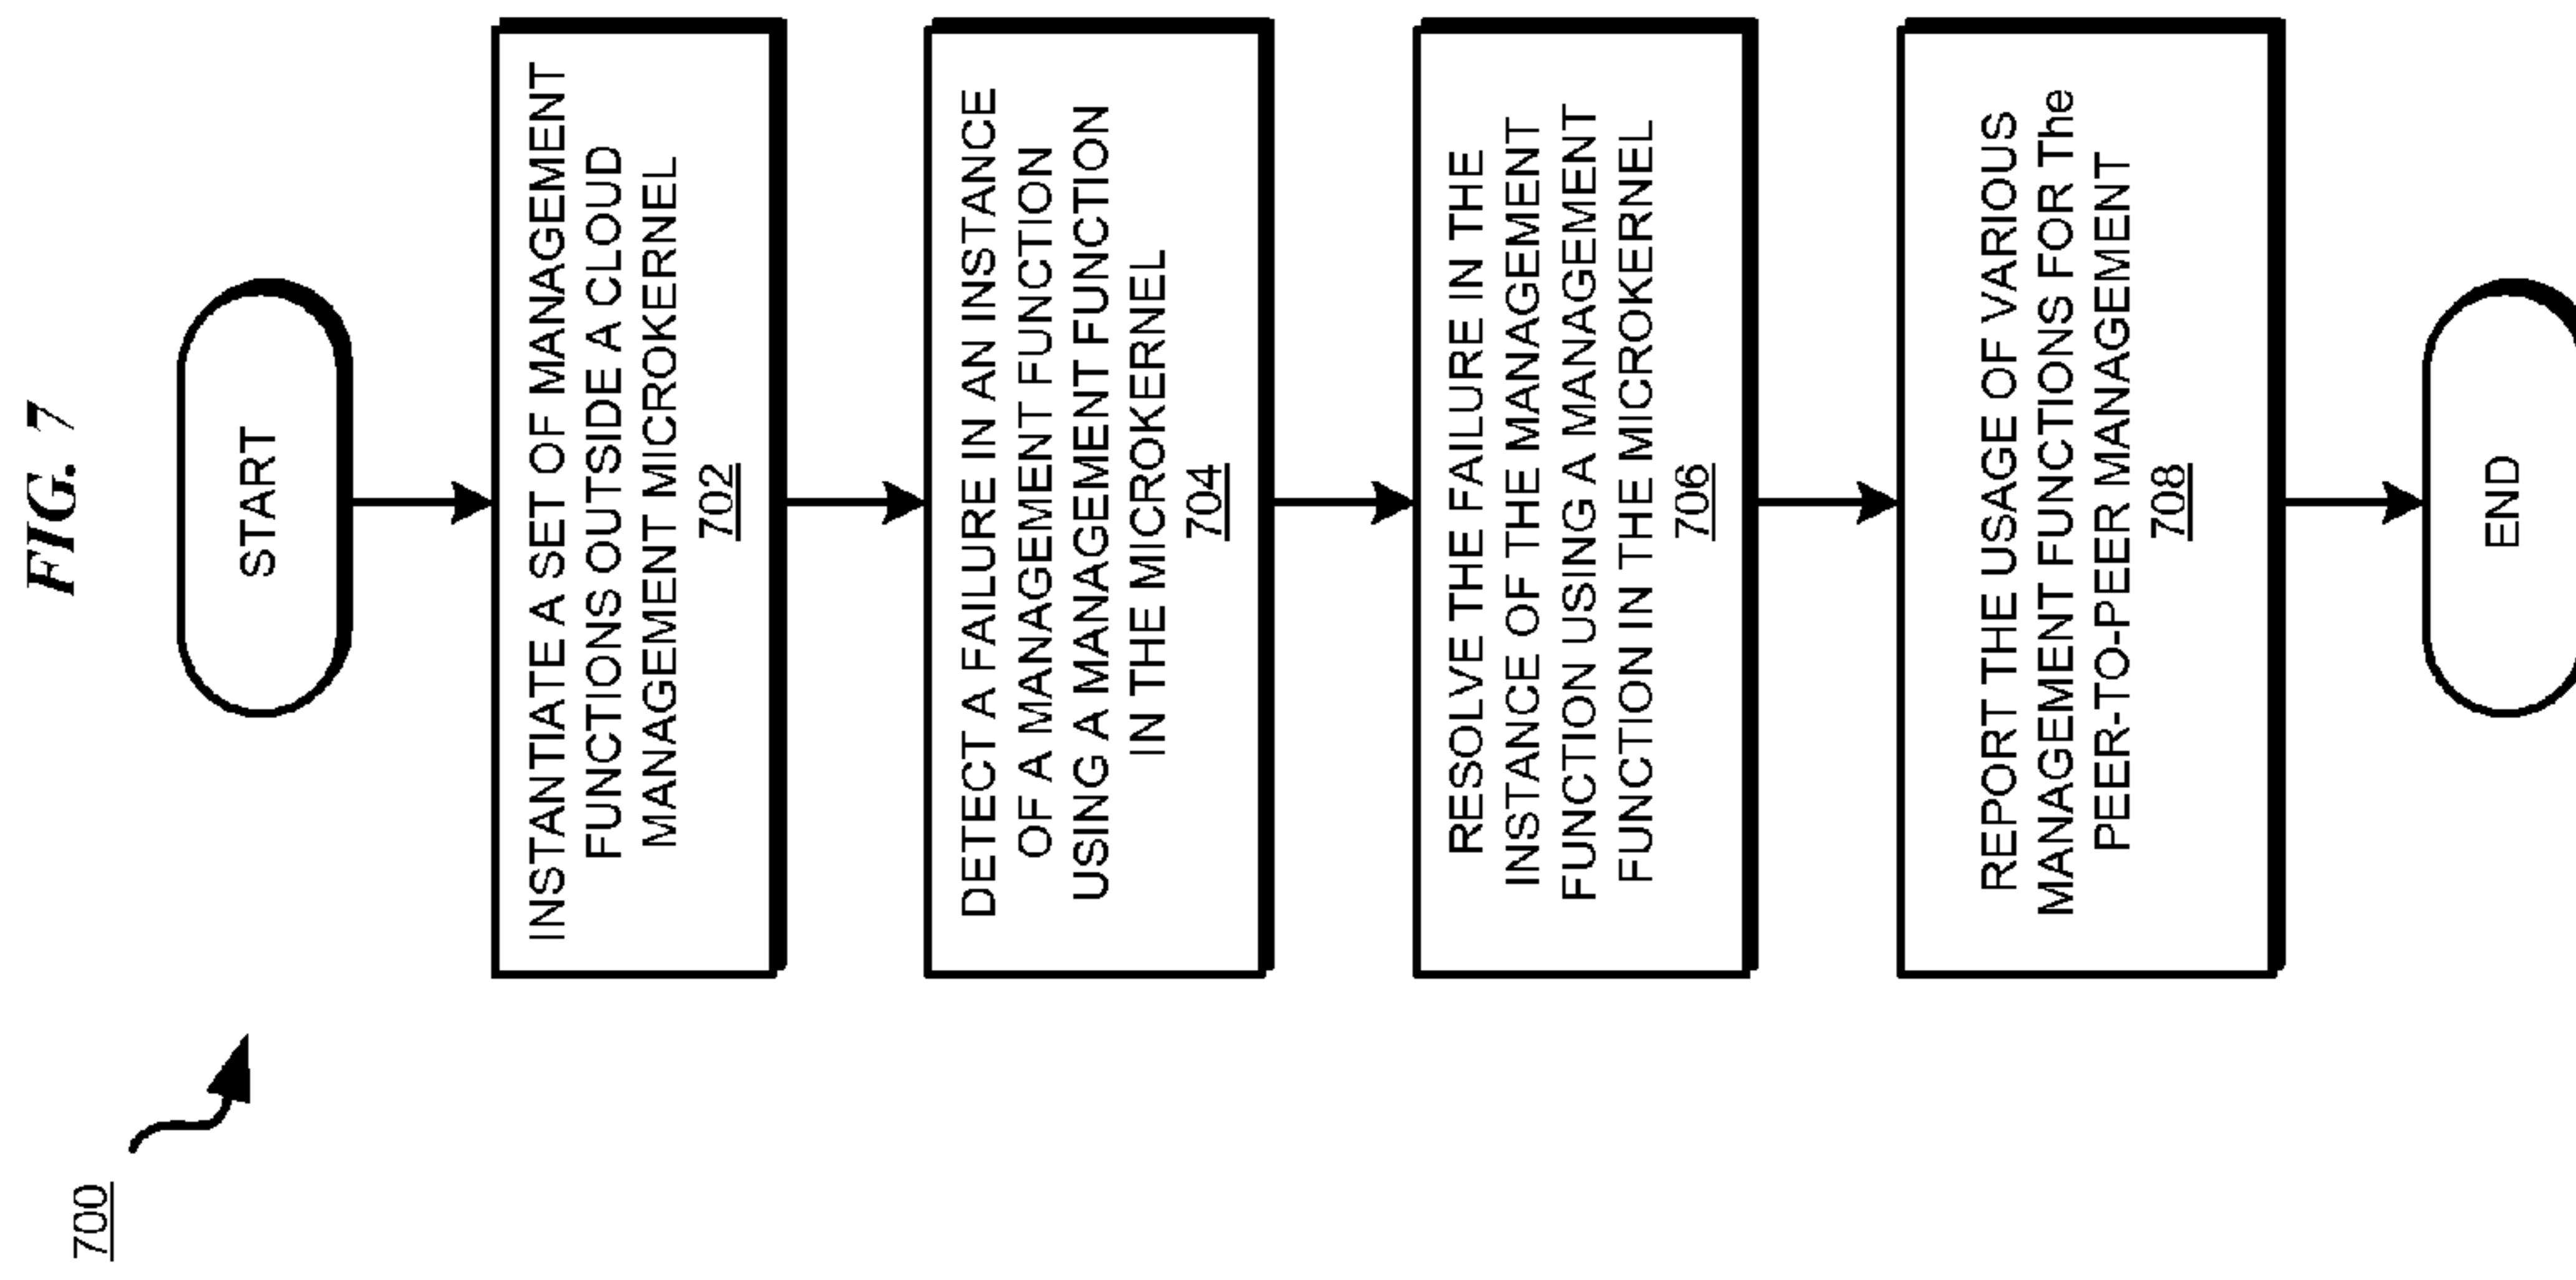 FIG. 7
700
START
INSTANTIATE A SET OF MANAGEMENT
FUNCTIONS OUTSIDE A CLOUD
MANAGEMENT MICROKERNEL
702
DETECT A FAILURE IN AN INSTANCE
OF A MANAGEMENT FUNCTION
USING A MANAGEMENT FUNCTION
IN THE MICROKERNEL
704
RESOLVE THE FAILURE IN THE
INSTANCE OF THE MANAGEMENT
FUNCTION USING A MANAGEMENT
FUNCTION IN THE MICROKERNEL
706
REPORT THE USAGE OF VARIOUS
MANAGEMENT FUNCTIONS FOR The
PEER-TO-PEER MANAGEMENT
708
END